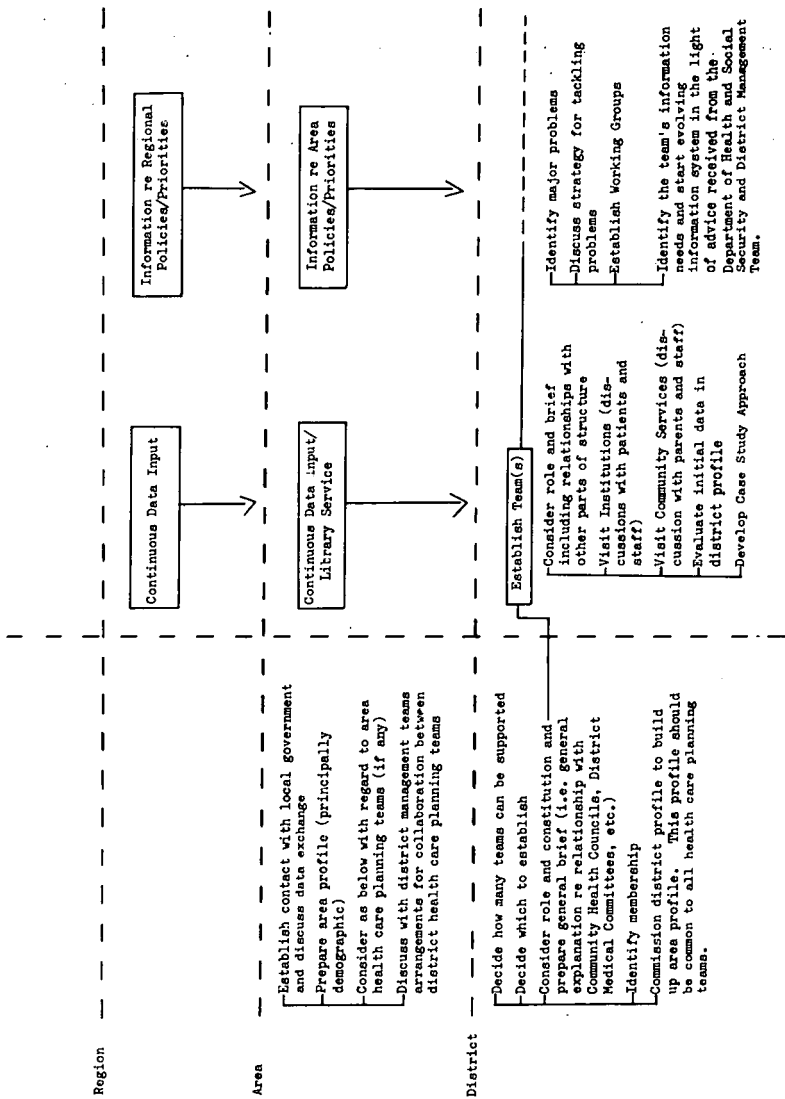 Region
Continuous Data Input
Information re Regional
Policies/Priorities
Area
Establish contact with local government
and discuss data exchange
Prepare area profile (principally
demographic)
Consider as below with regard to area
health care planning teams (if any)
Discuss with district management teams
arrangements for collaboration between
district health care planning teams
Continuous Data Input/
Library Service
Information re Area
Policies/Priorities
District
Decide how many teams can be supported
Decide which to establish
Consider role and constitution and
prepare general brief (i.e. general
explanation re relationship with
Community Health Councils, District
Medical Committees, etc.)
Identify membership
Commission district profile to build
up area profile. This profile should
be common to all health care planning
teams.
Establish Team(s)
Consider role and brief
including relationships with
other parts of structure
Visit Institutions (dis-
cussions with patients and
staff)
Visit Community Services (dis-
cussion with parents and staff)
Evaluate initial data in
district profile
Develop Case Study Approach
Identify major problems
Discuss strategy for tackling
problems
Establish Working Groups
Identify the team's information
needs and start evolving
information system in the light
of advice received from the
Department of Health and Social
Security and District Management
Team.